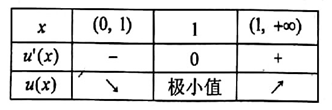 x (0, 1) 1 (1, +∞)
u'(x) − 0 +
u(x) ↘ 极小值 ↗